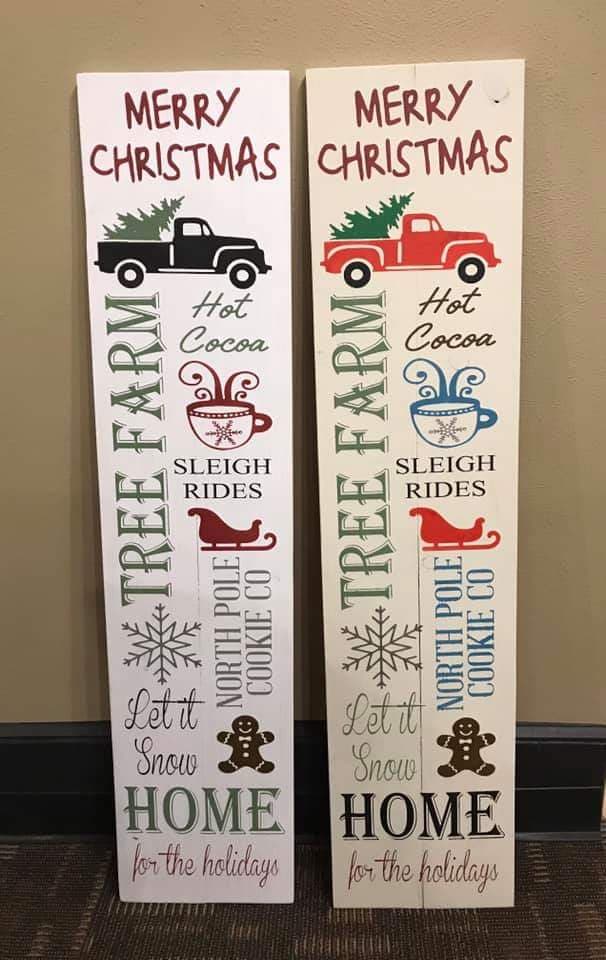 MERRY
CHRISTMAS
TREE FARM
Hot
Cocoa
SLEIGH
RIDES
NORTH POLE
COOKIE CO
Let it
Snow
HOME
for the holidays
MERRY
CHRISTMAS
TREE FARM
Hot
Cocoa
SLEIGH
RIDES
NORTH POLE
COOKIE CO
Let it
Snow
HOME
for the holidays